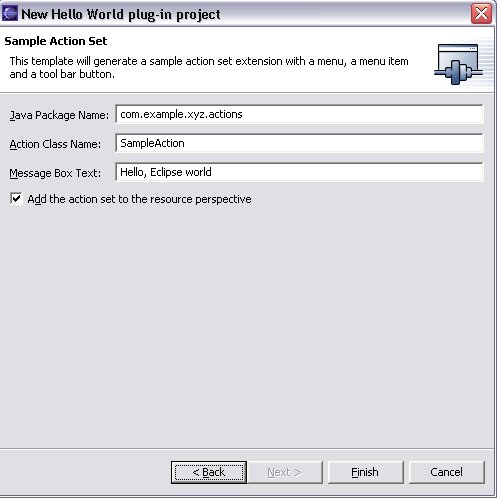 New Hello World plug-in project
Sample Action Set
This template will generate a sample action set extension with a menu, a menu item
and a tool bar button.
Java Package Name: com.example.xyz.actions
Action Class Name: SampleAction
Message Box Text: Hello, Eclipse world
Add the action set to the resource perspective
< Back Next > Finish Cancel